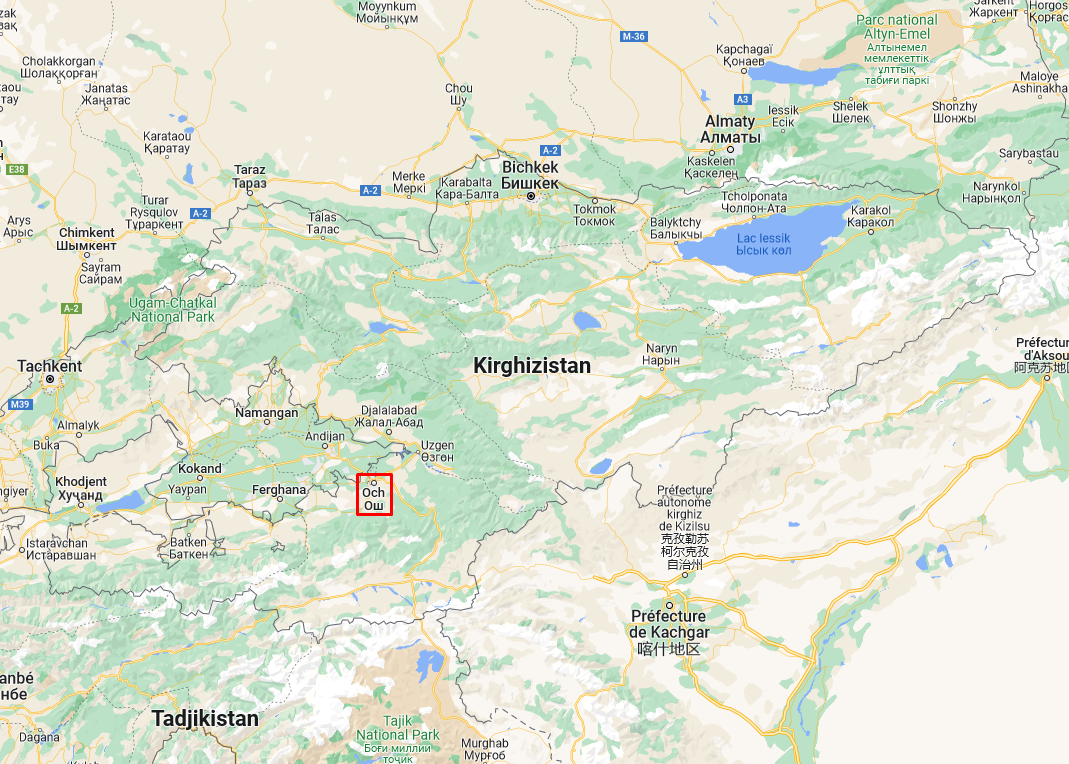 Moyynkum
Мойынқұм
Жаркент
Horgos
Қорғас
Parc national
Altyn-Emel
Алтынемел
мемлекеттік
ұлттық
табиғи паркі
M-36
Kapchagaï
Қонаев
Cholakkorgan
Шолаққорған
Janatas
Жаңатас
Chou
Шу
A3
Maloye
Ashinakha
Iessik
Есік
Shelek
Шелек
Shonzhy
Шонжы
Almaty
Алматы
Karataou
Қаратау
A-2
Kaskelen
Қаскелең
Sarybastau
E38
Taraz
Тараз
Merke
Меркі
A-2
Karabalta
Кара-Балта
Bichkek
Бишкек
Narynkol
Нарынқол
Turar
Rysqulov
Тұраркент
A-2
Talas
Талас
Tokmok
Токмок
Tcholponata
Чолпон-Ата
Balyktchy
Балыкчы
Karakol
Каракол
Arys
Арыс
Chimkent
Шымкент
Lac Iessik
Ысык көл
Sayram
Сайрам
A-2
Ugam-Chatkal
National Park
Tachkent
Kirghizistan
Naryn
Нарын
Préfecture
d'Aksou
阿克苏地区
M39
Namangan
Djalalabad
Жалал-Абад
Almalyk
Andijan
Buka
Uzgen
Өзгөн
Kokand
Yaypan
Ferghana
Khodjent
Хуҷанд
Och
Ош
Préfecture
autonome
kirghiz
de Kizilsu
克孜勒苏
柯尔克孜
自治州
Batken
Баткен
Istaravchan
Истаравшан
Préfecture
de Kachgar
喀什地区
anbé
нбе
Tadjikistan
Dagana
Tajik
National Park
Боғи миллии
точик
Murghab
Мурғоб